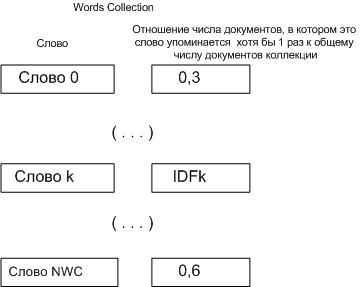 Words Collection
Отношение числа документов, в котором это
Слово
слово упоминается хотя бы 1 раз к общему
числу документов коллекции
Слово 0
0,3
(...)
Слово k
IDFk
(...)
Слово NWC
0,6